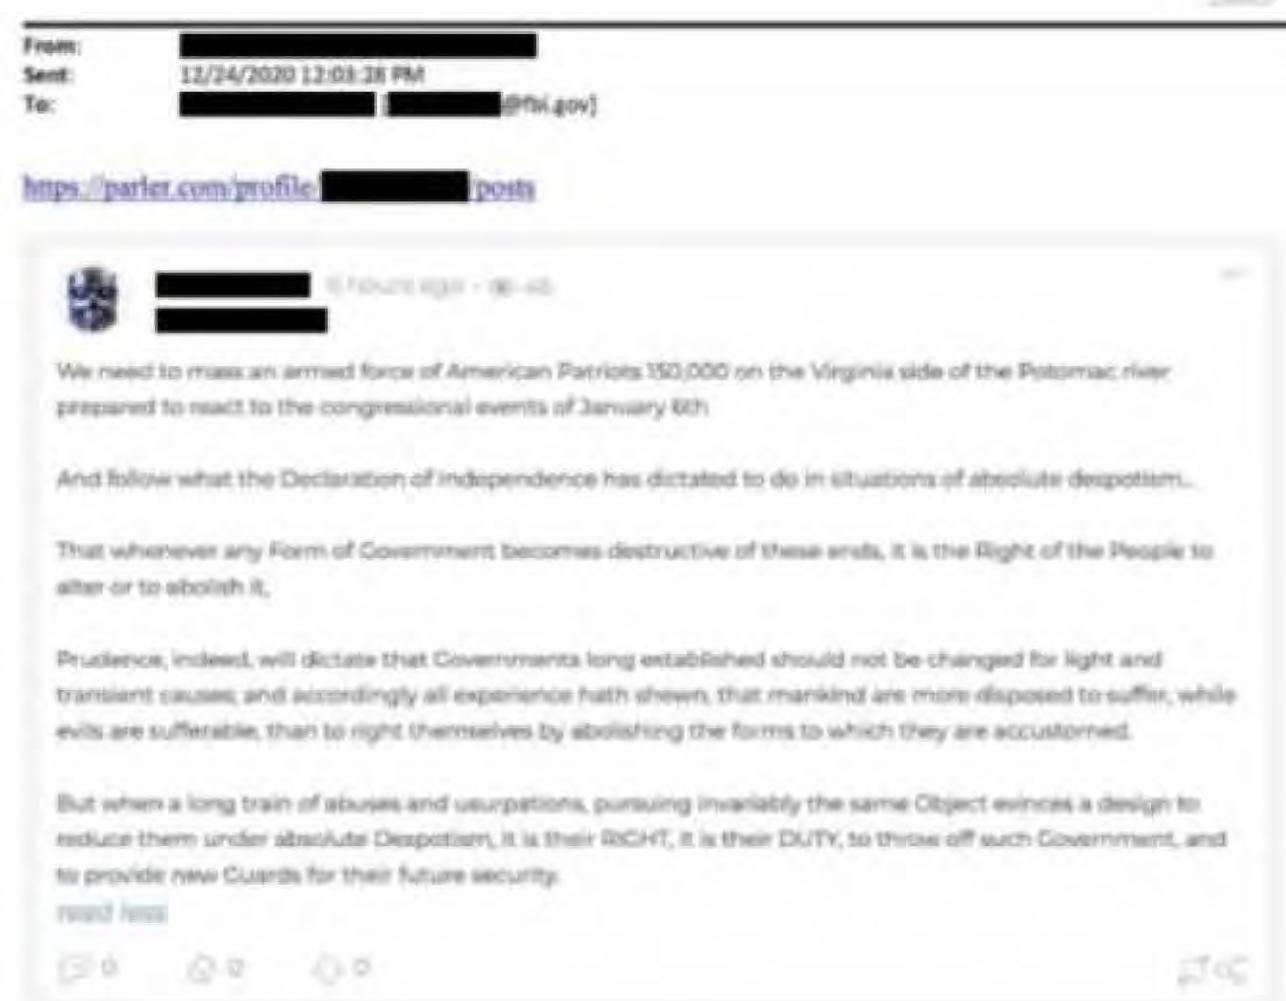 From:
Sent: 12/24/2020 12:03:28 PM
To: [ @fbi.gov]
https://parler.com/profile/ /posts
6 hours ago
We need to mass an armed force of American Patriots 150,000 on the Virginia side of the Potomac river
prepared to react to the congressional events of January 6th
And follow what the Declaration of Independence has dictated to do in situations of absolute despotism...
That whenever any Form of Government becomes destructive of these ends, it is the Right of the People to
alter or to abolish it,
Prudence, indeed, will dictate that Governments long established should not be changed for light and
transient causes; and accordingly all experience hath shewn, that mankind are more disposed to suffer, while
evils are sufferable, than to right themselves by abolishing the forms to which they are accustomed.
But when a long train of abuses and usurpations, pursuing invariably the same Object evinces a design to
reduce them under absolute Despotism, it is their RIGHT, it is their DUTY, to throw off such Government, and
to provide new Guards for their future security.
read less
0 2 0